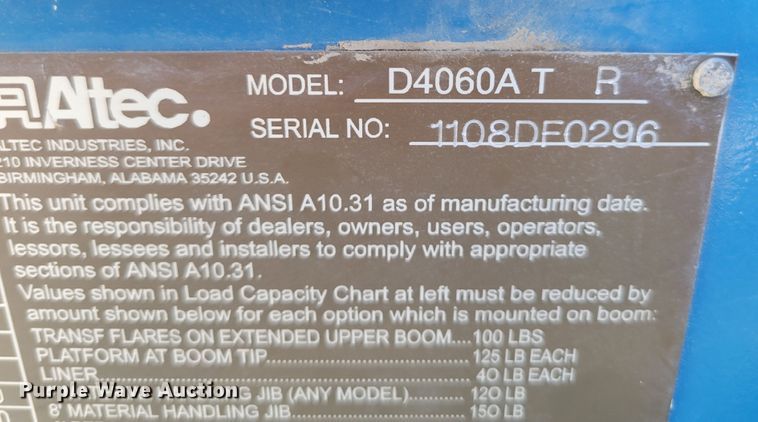 Altec.
MODEL: D4060A T R
SERIAL NO: 1108DF0296
ALTEC INDUSTRIES, INC.
210 INVERNESS CENTER DRIVE
BIRMINGHAM, ALABAMA 35242 U.S.A.
This unit complies with ANSI A10.31 as of manufacturing date.
It is the responsibility of dealers, owners, users, operators,
lessors, lessees and installers to comply with appropriate
sections of ANSI A10.31.
Values shown in Load Capacity Chart at left must be reduced by
amount shown below for each option which is mounted on boom:
TRANSF FLARES ON EXTENDED UPPER BOOM....100 LBS
PLATFORM AT BOOM TIP 125 LB EACH
LINER 40 LB EACH
JIB (ANY MODEL) 120 LB
8' MATERIAL HANDLING JIB 150 LB
Purple Wave Auction